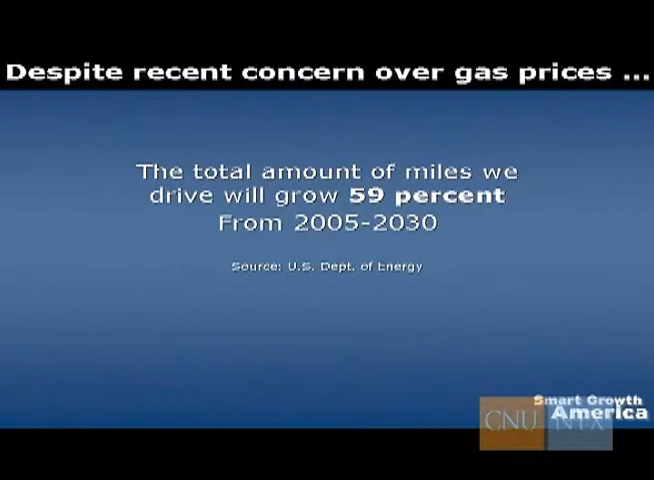 Despite recent concern over gas prices ...
The total amount of miles we
drive will grow 59 percent
From 2005-2030
Source: U.S. Dept. of Energy
Smart Growth
America
CNU NTX